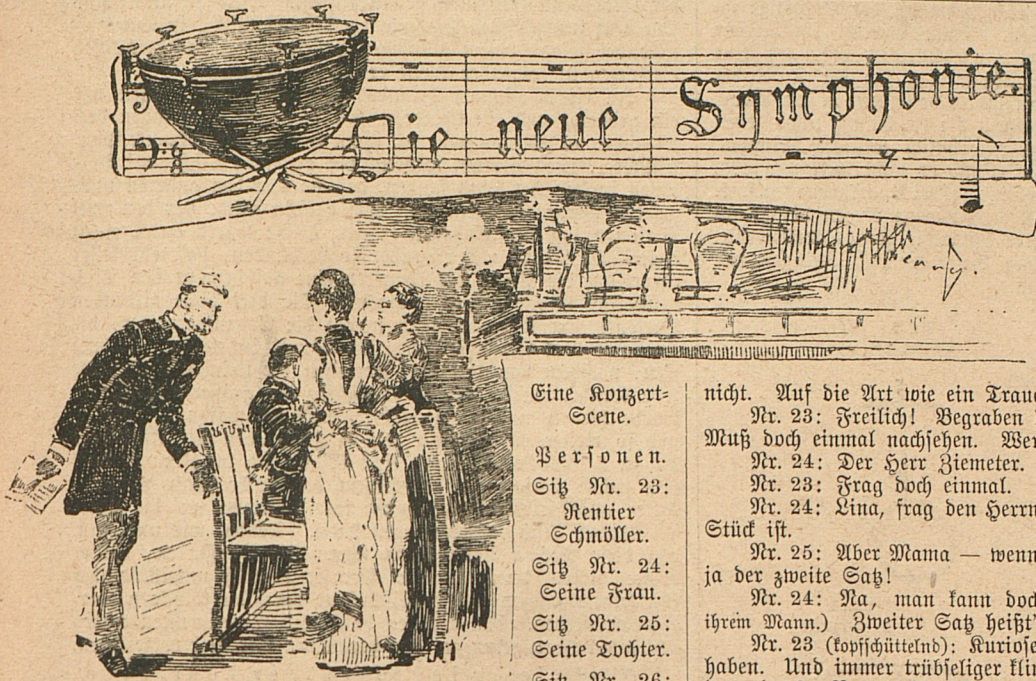 Die neue Symphonie.
Eine Konzert-
Scene.
Personen.
Sitz Nr. 23:
Rentier
Schmöller.
Sitz Nr. 24:
Seine Frau.
Sitz Nr. 25:
Seine Tochter.
Sitz Nr. 26:
nicht. Auf die Art wie ein
Nr. 23: Freilich! Begraben
Muß doch einmal nachsehen.
Nr. 24: Der Herr Ziemeter.
Nr. 23: Frag doch einmal.
Nr. 24: Lina, frag den Herrn
Stück ist.
Nr. 25: Aber Mama — wenn
ja der zweite Satz!
Nr. 24: Na, man kann doch
ihrem Mann.) Zweiter Satz heißt'
Nr. 23 (kopfschüttelnd):
haben. Und immer trübseliger